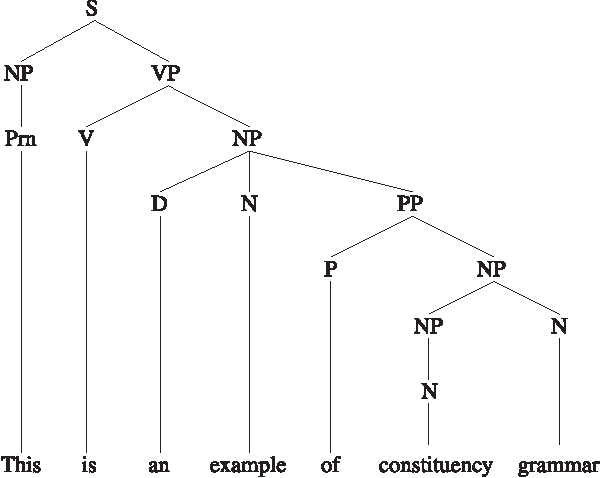 S
NP VP
Prn V NP
D N PP
P NP
NP N
N
This is an example of constituency grammar